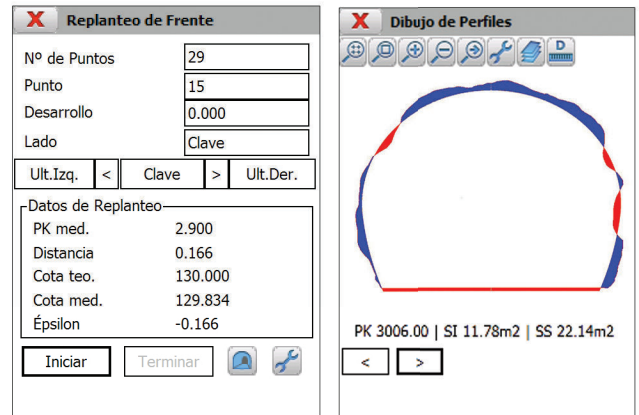 X Replanteo de Frente
Nº de Puntos 29
Punto 15
Desarrollo 0.000
Lado Clave
Ult.Izq. < Clave > Ult.Der.
Datos de Replanteo
PK med. 2.900
Distancia 0.166
Cota teo. 130.000
Cota med. 129.834
Épsilon -0.166
Iniciar Terminar
X Dibujo de Perfiles
D
PK 3006.00 | SI 11.78m2 | SS 22.14m2
< >